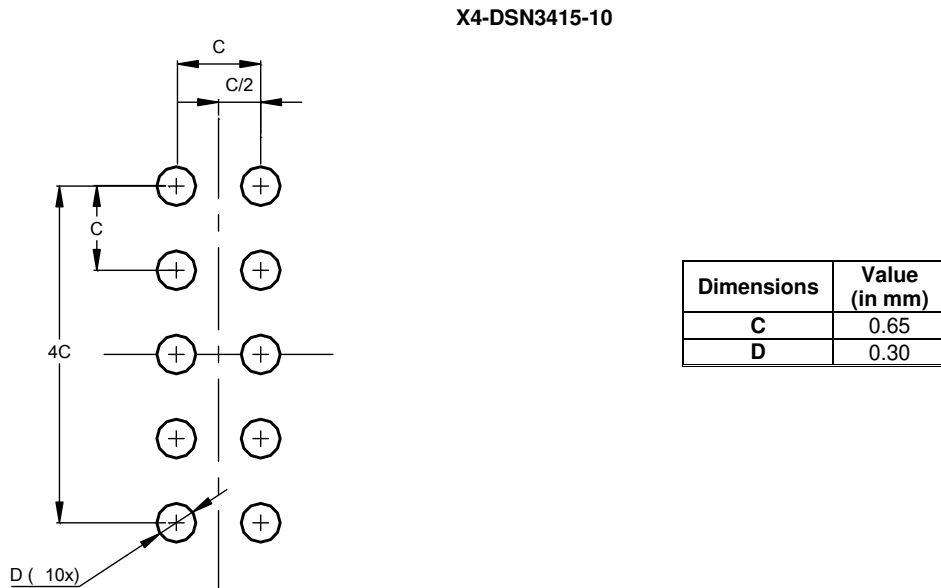 X4-DSN3415-10
C
C/2
C
4C
D ( 10x)
Dimensions Value (in mm)
C 0.65
D 0.30